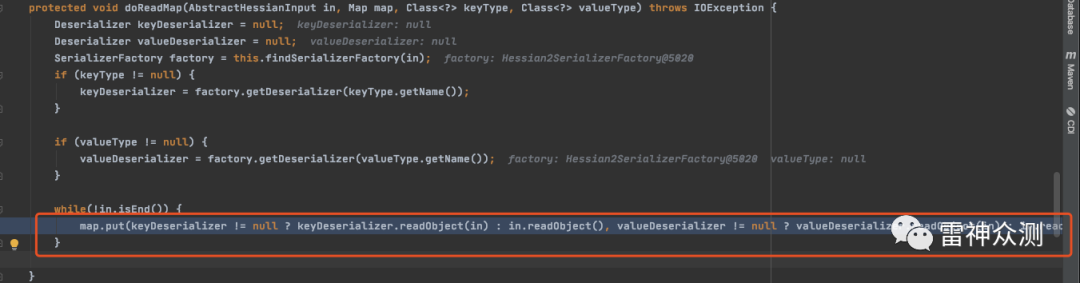 protected void doReadMap(AbstractHessianInput in, Map map, Class<?> keyType, Class<?> valueType) throws IOException {
Deserializer keyDeserializer = null; keyDeserializer: null
Deserializer valueDeserializer = null; valueDeserializer: null
SerializerFactory factory = this.findSerializerFactory(in); factory: Hessian2SerializerFactory@5020
if (keyType != null) {
keyDeserializer = factory.getDeserializer(keyType.getName());
}
if (valueType != null) {
valueDeserializer = factory.getDeserializer(valueType.getName()); factory: Hessian2SerializerFactory@5020 valueType: null
}
while(!in.isEnd()) {
map.put(keyDeserializer != null ? keyDeserializer.readObject(in) : in.readObject(), valueDeserializer != null ?
}
}
Database
Maven
CDI
雷神众测